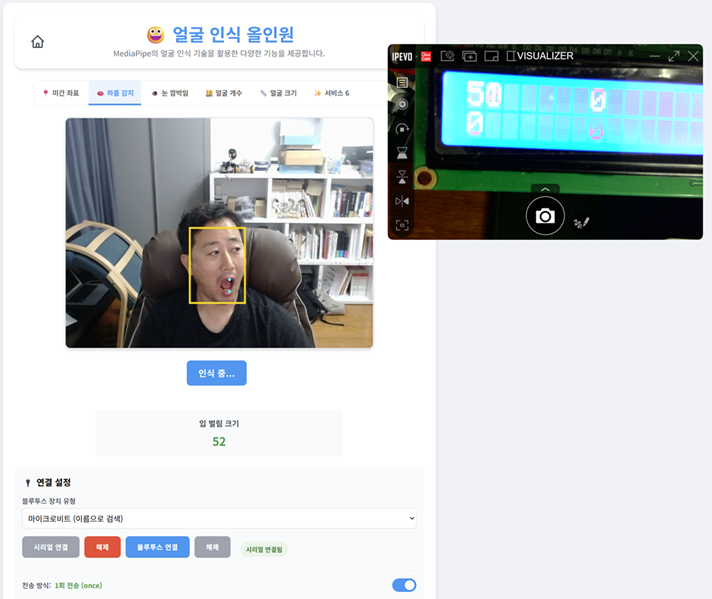 얼굴 인식 올인원
MediaPipe의 얼굴 인식 기술을 활용한 다양한 기능을 제공합니다.
미간 좌표 하품 감지 눈 깜박임 얼굴 개수 얼굴 크기 서비스 6
인식 중...
입 벌림 크기
52
연결 설정
블루투스 장치 유형
마이크로비트 (이름으로 검색)
시리얼 연결 해제 블루투스 연결 해제 시리얼 연결됨
전송 방식: 1회 전송 (once)
IPEVO VISUALIZER
50 0
0 0